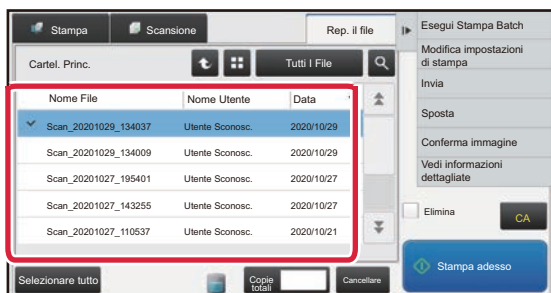 Stampa
Scansione
Rep. il file
Cartel. Princ.
Tutti I File
Nome File Nome Utente Data
Scan_20201029_134037 Utente Sconosc. 2020/10/29
Scan_20201029_134009 Utente Sconosc. 2020/10/29
Scan_20201027_195401 Utente Sconosc. 2020/10/27
Scan_20201027_143255 Utente Sconosc. 2020/10/27
Scan_20201027_110537 Utente Sconosc. 2020/10/21
Selezionare tutto
Copie
totali
Cancellare
Esegui Stampa Batch
Modifica impostazioni
di stampa
Invia
Sposta
Conferma immagine
Vedi informazioni
dettagliate
Elimina
CA
Stampa adesso